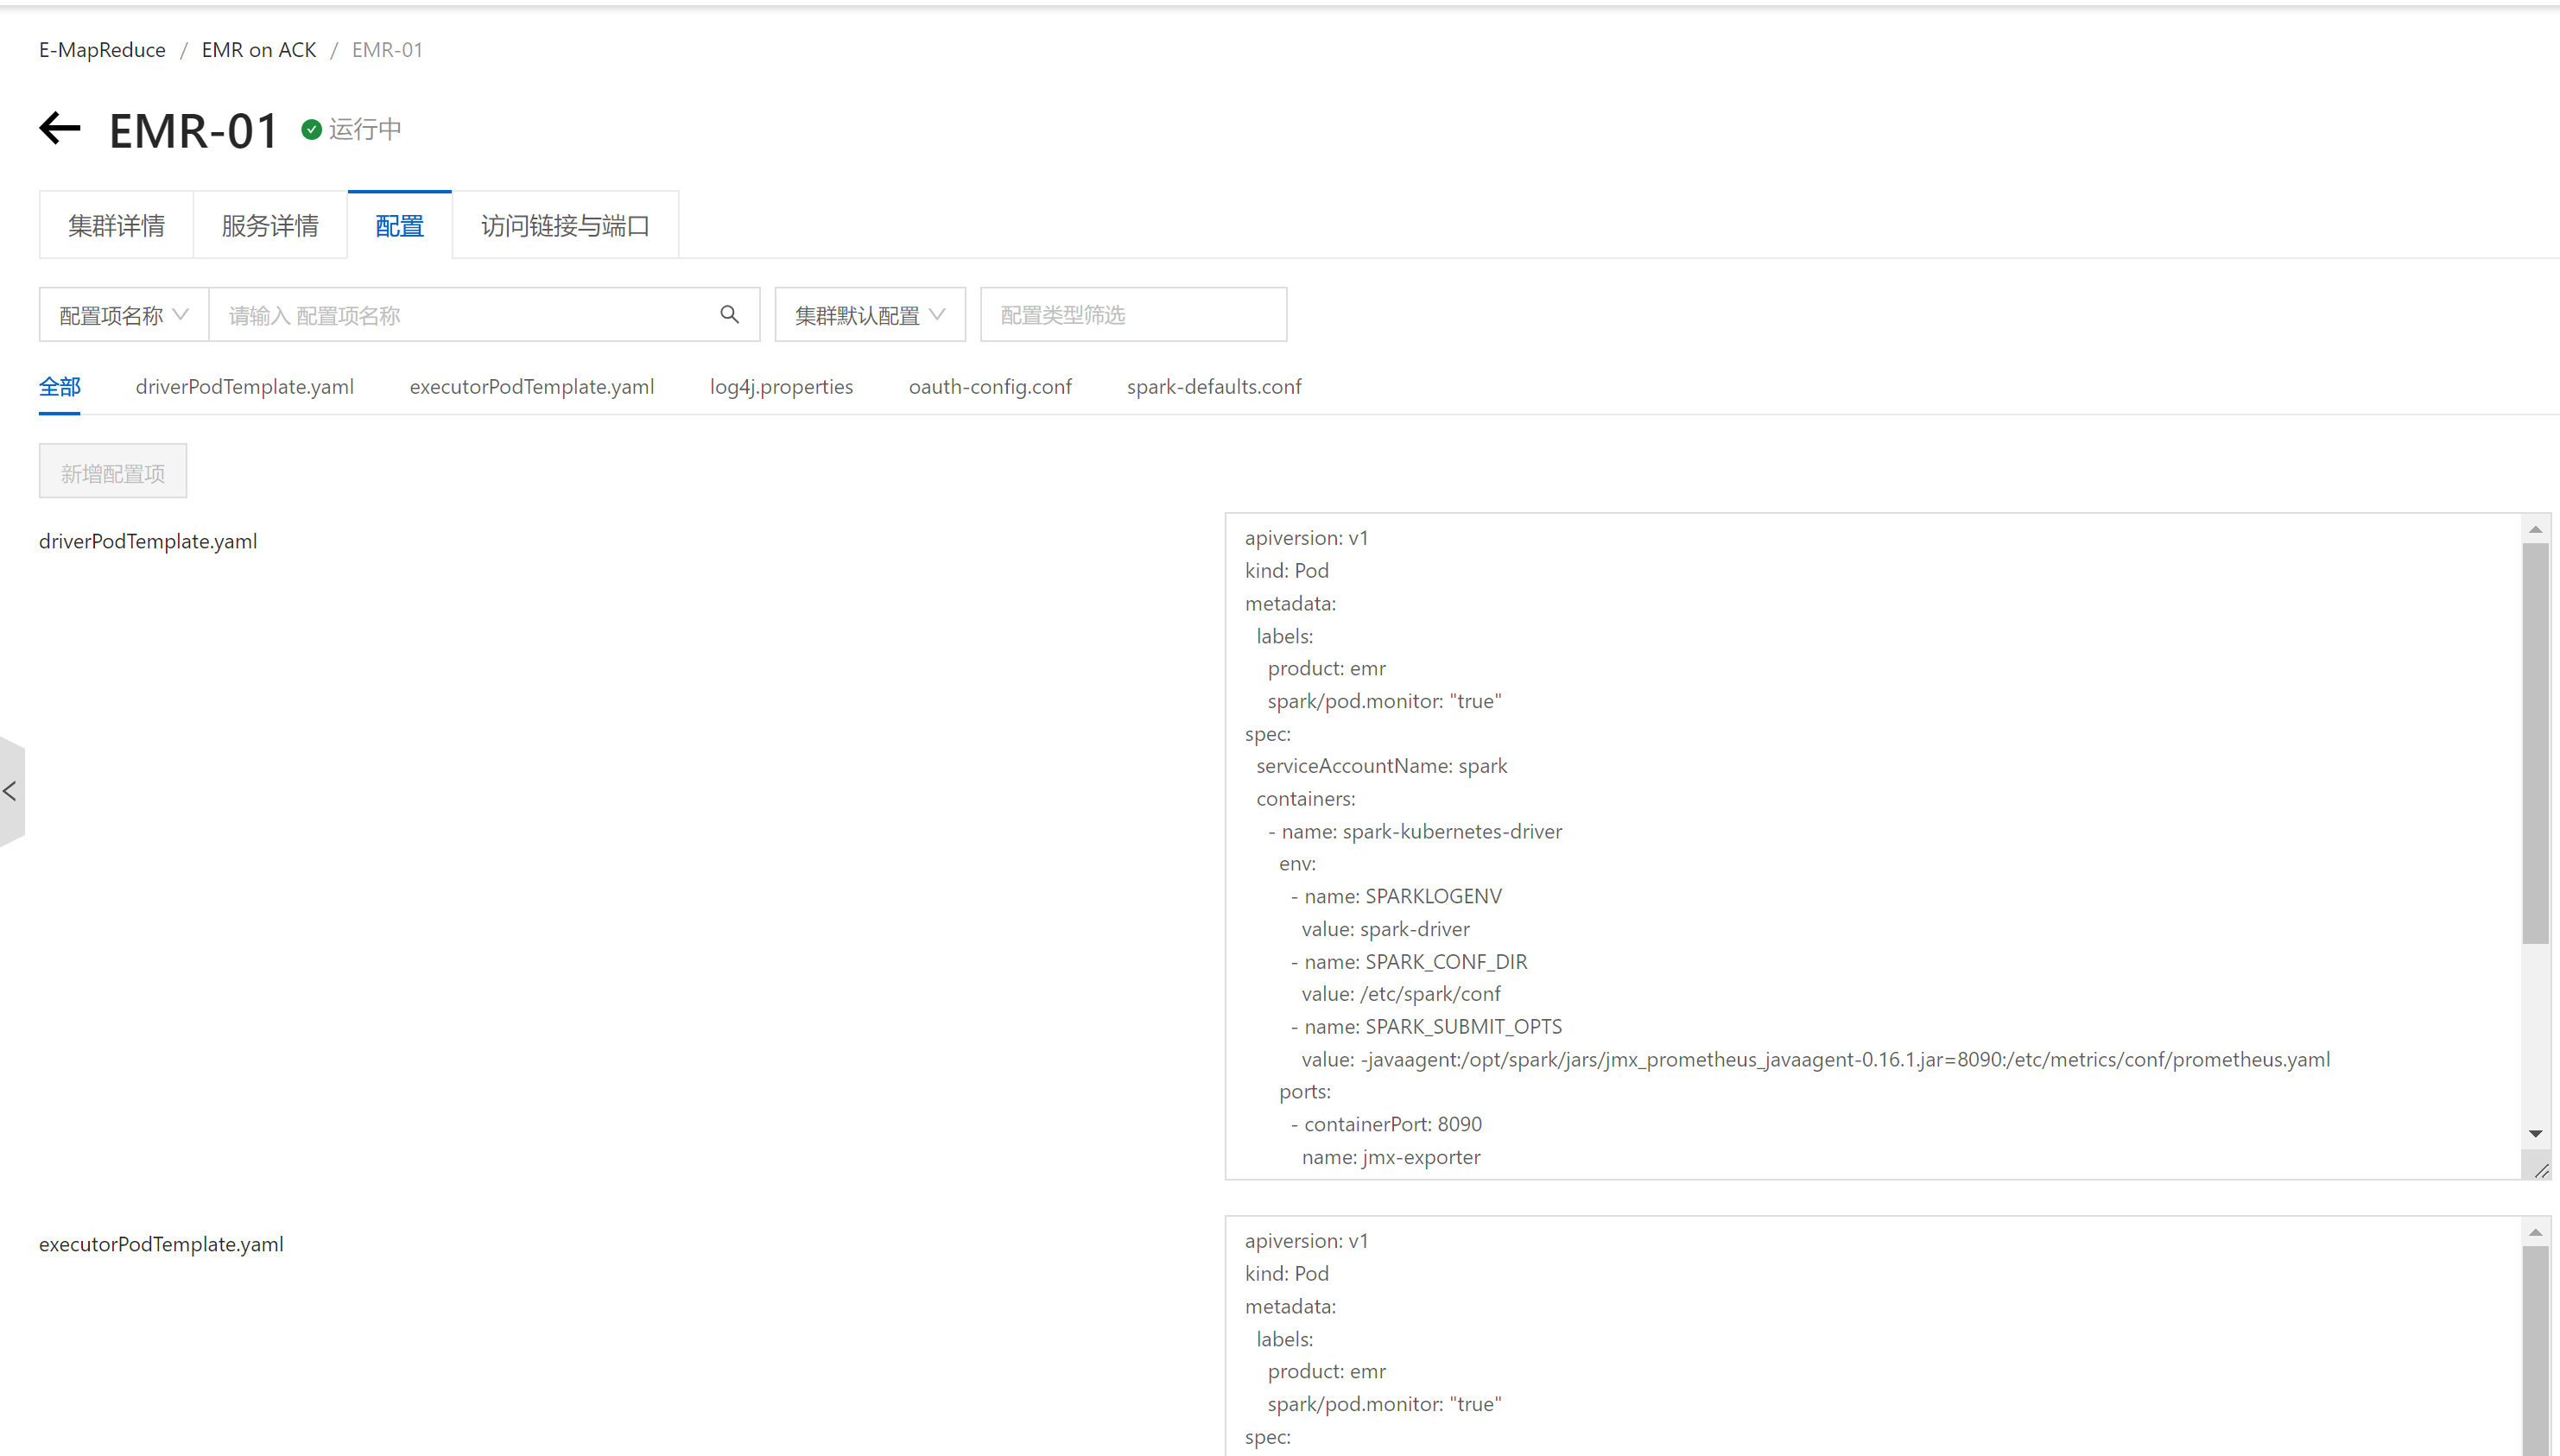 E-MapReduce / EMR on ACK / EMR-01
EMR-01 运行中
集群详情 服务详情 配置 访问链接与端口
配置项名称 请输入 配置项名称 集群默认配置 配置类型筛选
全部 driverPodTemplate.yaml executorPodTemplate.yaml log4j.properties oauth-config.conf spark-defaults.conf
新增配置项
driverPodTemplate.yaml
apiversion: v1
kind: Pod
metadata:
  labels:
    product: emr
    spark/pod.monitor: "true"
spec:
  serviceAccountName: spark
  containers:
    - name: spark-kubernetes-driver
      env:
        - name: SPARKLOGENV
          value: spark-driver
        - name: SPARK_CONF_DIR
          value: /etc/spark/conf
        - name: SPARK_SUBMIT_OPTS
          value: -javaagent:/opt/spark/jars/jmx_prometheus_javaagent-0.16.1.jar=8090:/etc/metrics/conf/prometheus.yaml
      ports:
        - containerPort: 8090
          name: jmx-exporter
executorPodTemplate.yaml
apiversion: v1
kind: Pod
metadata:
  labels:
    product: emr
    spark/pod.monitor: "true"
spec: